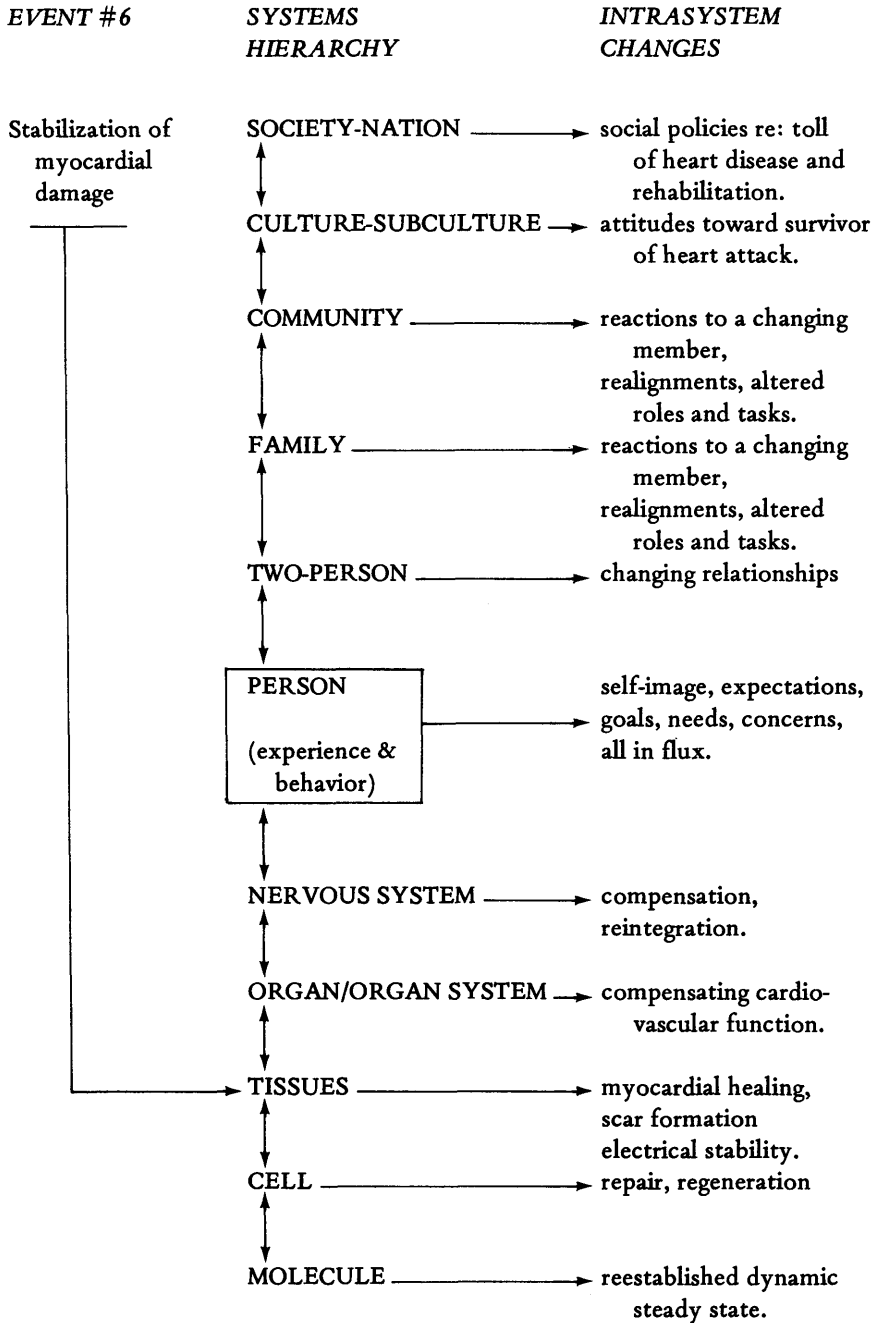 EVENT #6
SYSTEMS
HIERARCHY
INTRASYSTEM
CHANGES
Stabilization of
myocardial
damage
SOCIETY-NATION
social policies re: toll
of heart disease and
rehabilitation.
CULTURE-SUBCULTURE
attitudes toward survivor
of heart attack.
COMMUNITY
reactions to a changing
member,
realignments, altered
roles and tasks.
FAMILY
reactions to a changing
member,
realignments, altered
roles and tasks.
TWO-PERSON
changing relationships
PERSON
(experience &
behavior)
self-image, expectations,
goals, needs, concerns,
all in flux.
NERVOUS SYSTEM
compensation,
reintegration.
ORGAN/ORGAN SYSTEM
compensating cardio-
vascular function.
TISSUES
myocardial healing,
scar formation
electrical stability.
CELL
repair, regeneration
MOLECULE
reestablished dynamic
steady state.